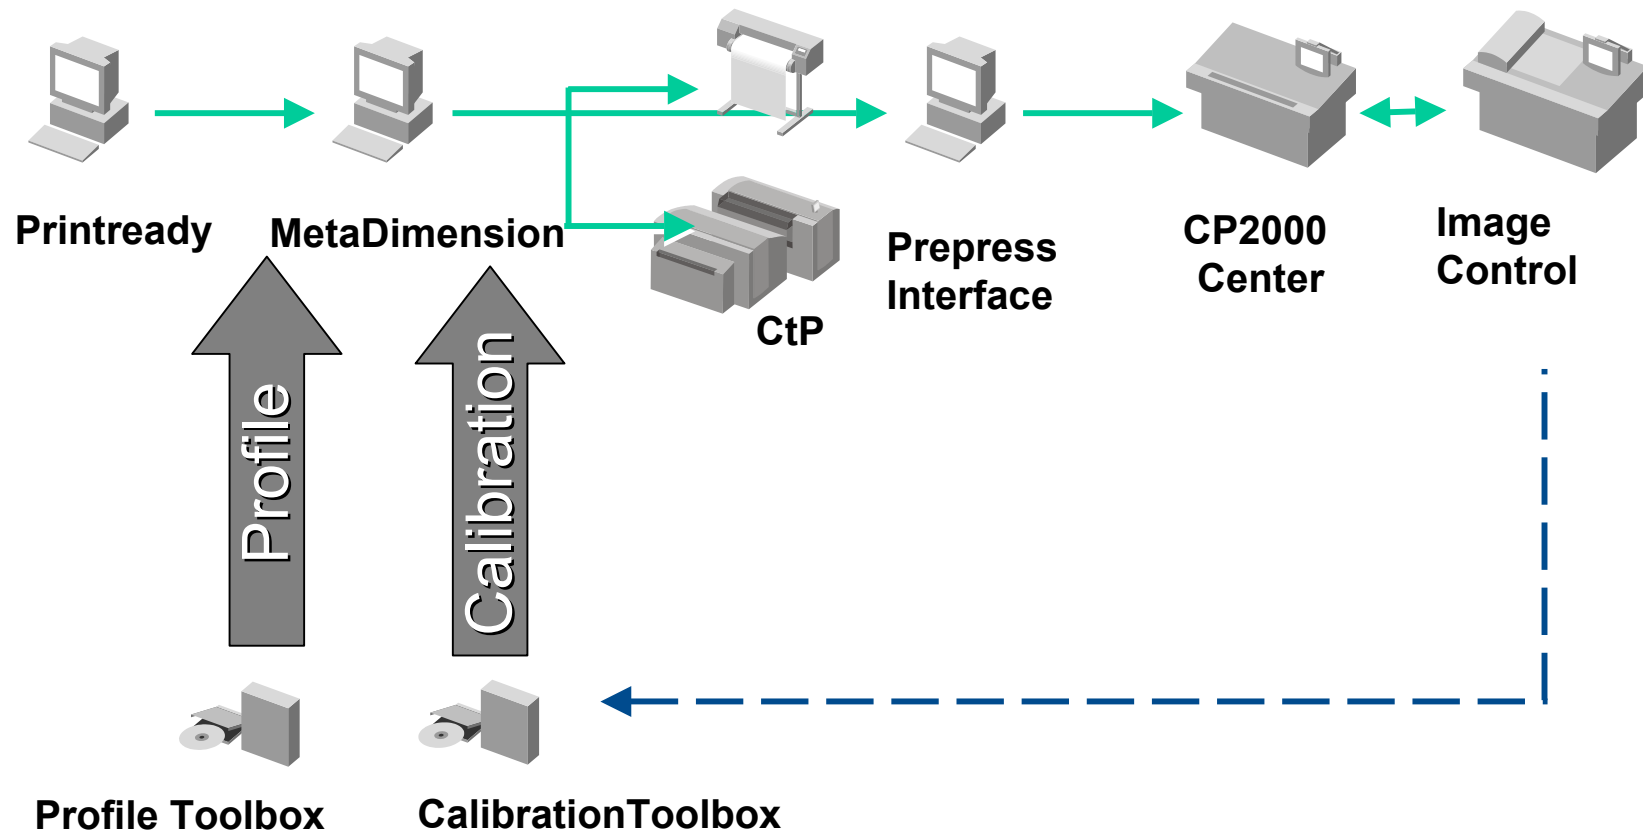 Printready
MetaDimension
CtP
Prepress
Interface
CP2000
Center
Image
Control
Profile
Calibration
Profile Toolbox
CalibrationToolbox